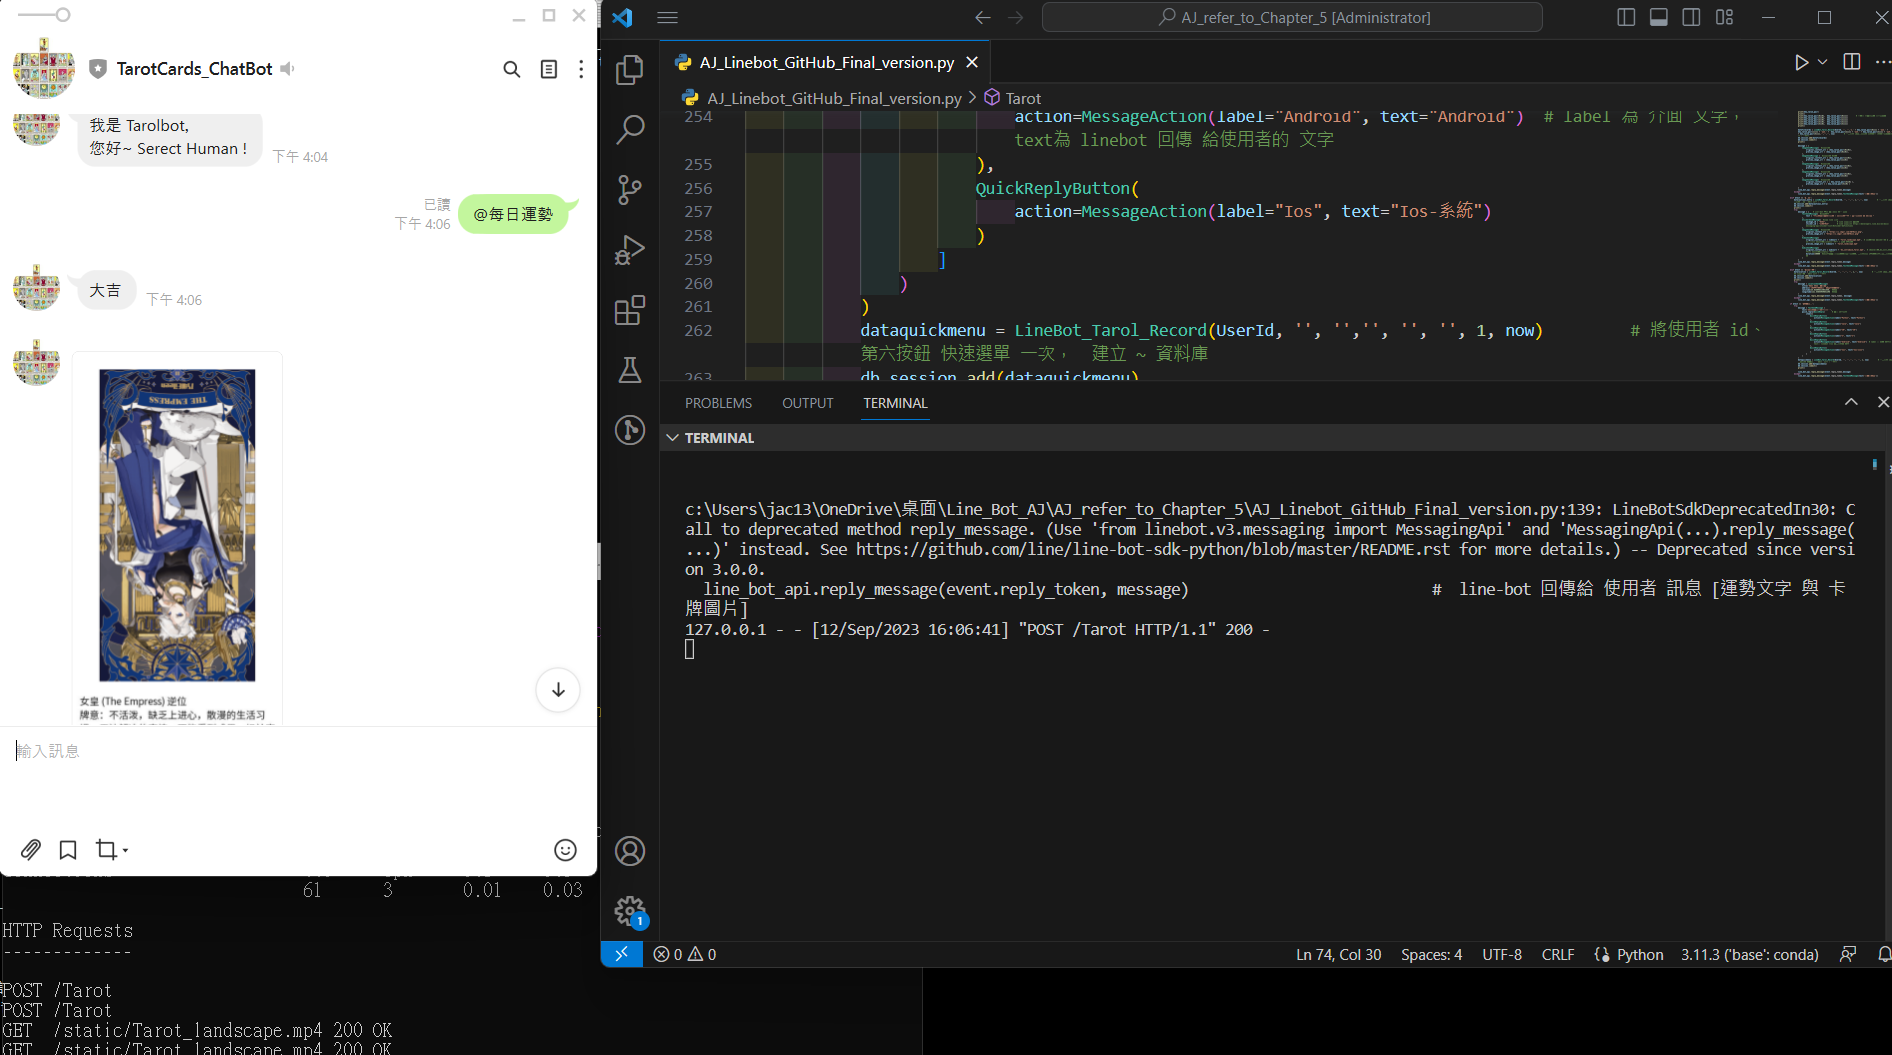 TarotCards_ChatBot
我是 Tarolbot,
您好~ Serect Human !
下午 4:04
已讀
下午 4:06
@每日運勢
大吉
下午 4:06
THE EMPRESS
女皇 (The Empress) 逆位
牌意：不活泼，缺乏上进心，散漫的生活习
輸入訊息
61 3 0.01 0.03
HTTP Requests
-------------
POST /Tarot
POST /Tarot
GET /static/Tarot_landscape.mp4 200 OK
GET /static/Tarot_landscape.mp4 200 OK
AJ_refer_to_Chapter_5 [Administrator]
AJ_Linebot_GitHub_Final_version.py
AJ_Linebot_GitHub_Final_version.py > Tarot
254 action=MessageAction(label="Android", text="Android") # label 為 介面 文字，
text為 linebot 回傳 給使用者的 文字
255 ),
256 QuickReplyButton(
257 action=MessageAction(label="Ios", text="Ios-系統")
258 )
259 ]
260 )
261 )
262 dataquickmenu = LineBot_Tarol_Record(UserId, '', '','', '', '', 1, now) # 將使用者 id、
第六按鈕 快速選單 一次， 建立 ~ 資料庫
263 db.session.add(dataquickmenu)
PROBLEMS OUTPUT TERMINAL
TERMINAL
c:\Users\jac13\OneDrive\桌面\Line_Bot_AJ\AJ_refer_to_Chapter_5\AJ_Linebot_GitHub_Final_version.py:139: LineBotSdkDeprecatedIn30: C
all to deprecated method reply_message. (Use 'from linebot.v3.messaging import MessagingApi' and 'MessagingApi(...).reply_message(
...)' instead. See https://github.com/line/line-bot-sdk-python/blob/master/README.rst for more details.) -- Deprecated since versi
on 3.0.0.
line_bot_api.reply_message(event.reply_token, message) # line-bot 回傳給 使用者 訊息 [運勢文字 與 卡
牌圖片]
127.0.0.1 - - [12/Sep/2023 16:06:41] "POST /Tarot HTTP/1.1" 200 -
1
0 0
Ln 74, Col 30 Spaces: 4 UTF-8 CRLF Python 3.11.3 ('base': conda)